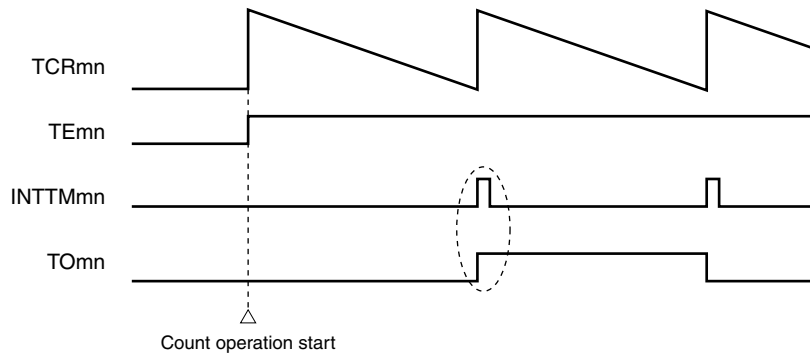 TCRmn
TEmn
INTTMmn
TOmn
Count operation start